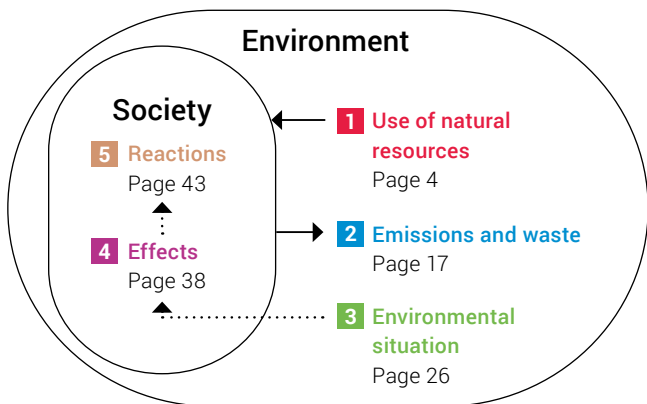 Environment
Society
5 Reactions
Page 43
4 Effects
Page 38
1 Use of natural
resources
Page 4
2 Emissions and waste
Page 17
3 Environmental
situation
Page 26